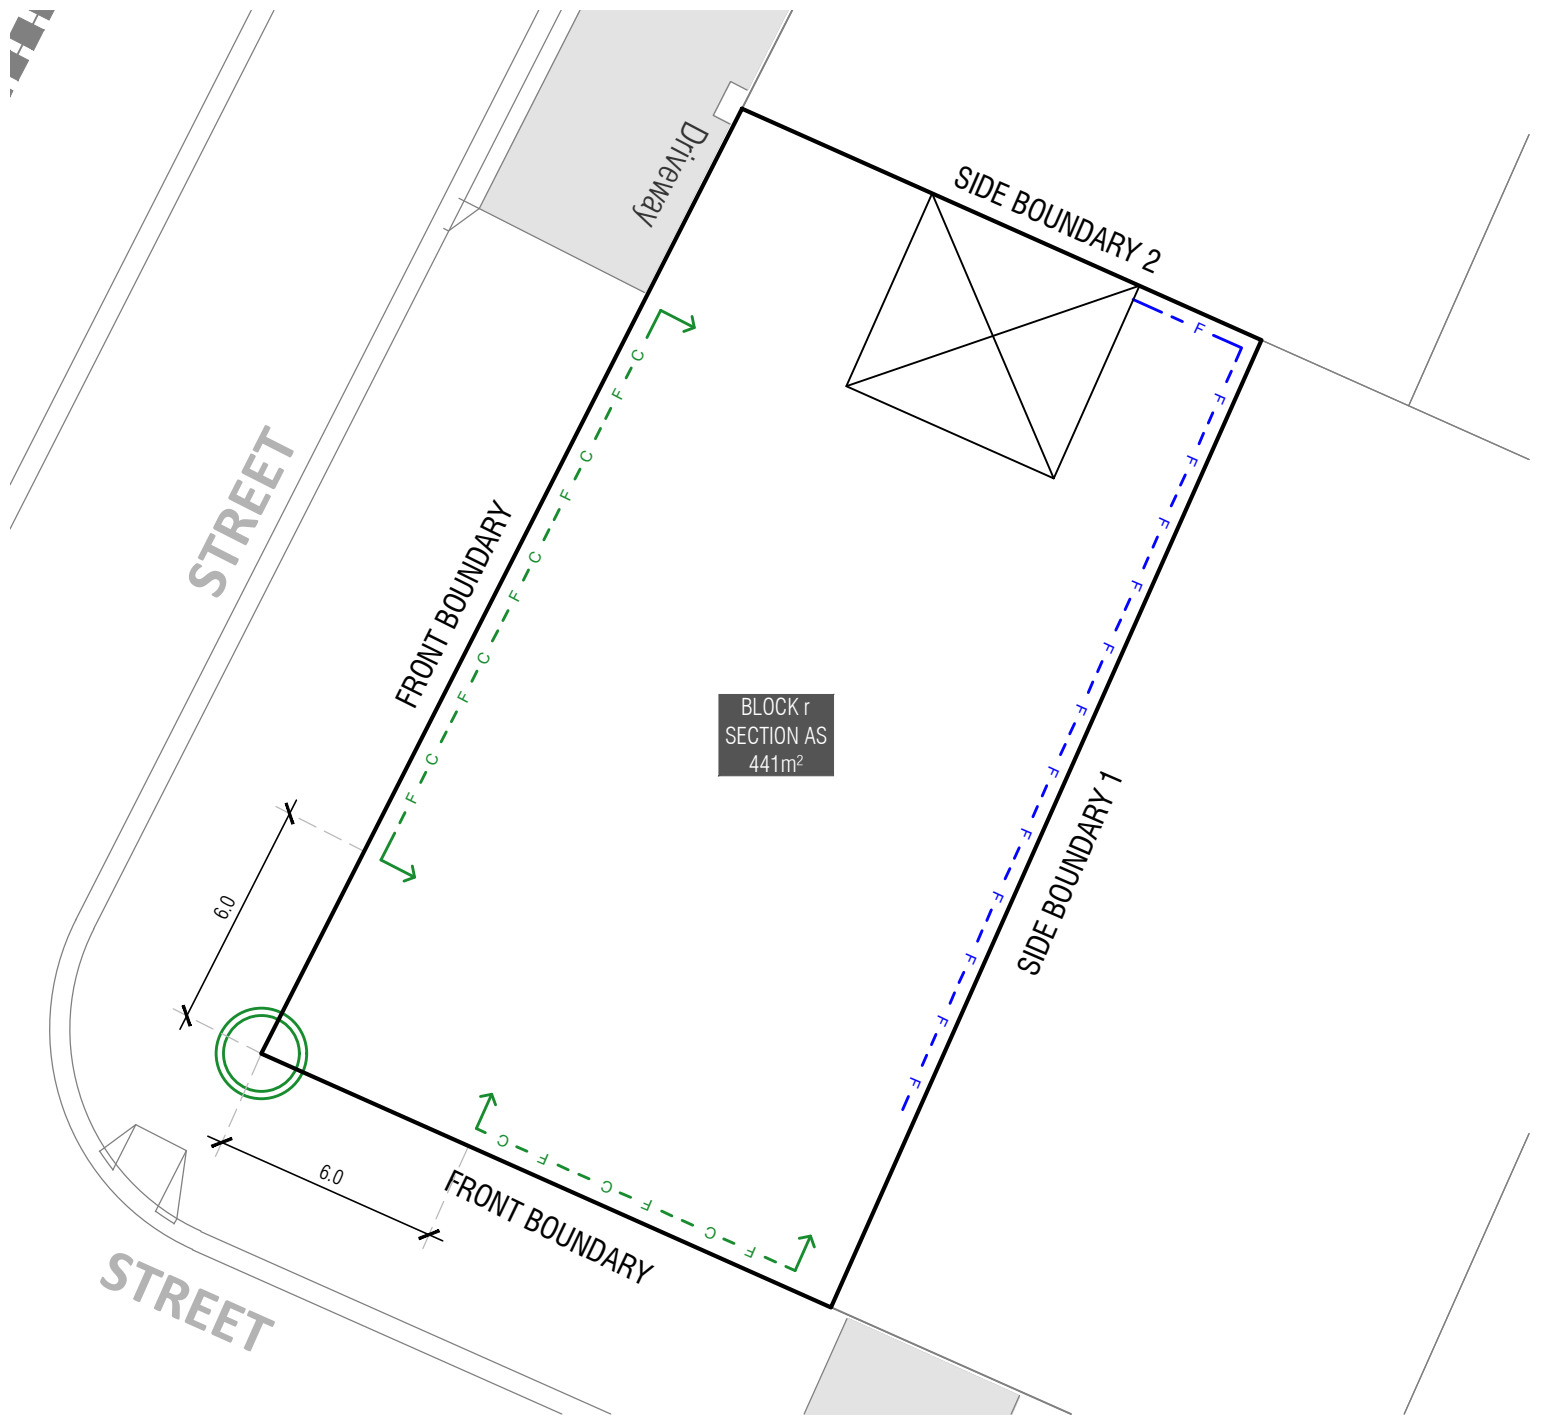 Driveway
SIDE BOUNDARY 2
F
C
F
C
F
C
F
C
F
C
F
F
F
F
F
F
F
F
F
F
F
F
F
STREET
FRONT BOUNDARY
BLOCK r
SECTION AS
441m²
SIDE BOUNDARY 1
6.0
6.0
C
F
C
F
C
F
FRONT BOUNDARY
STREET